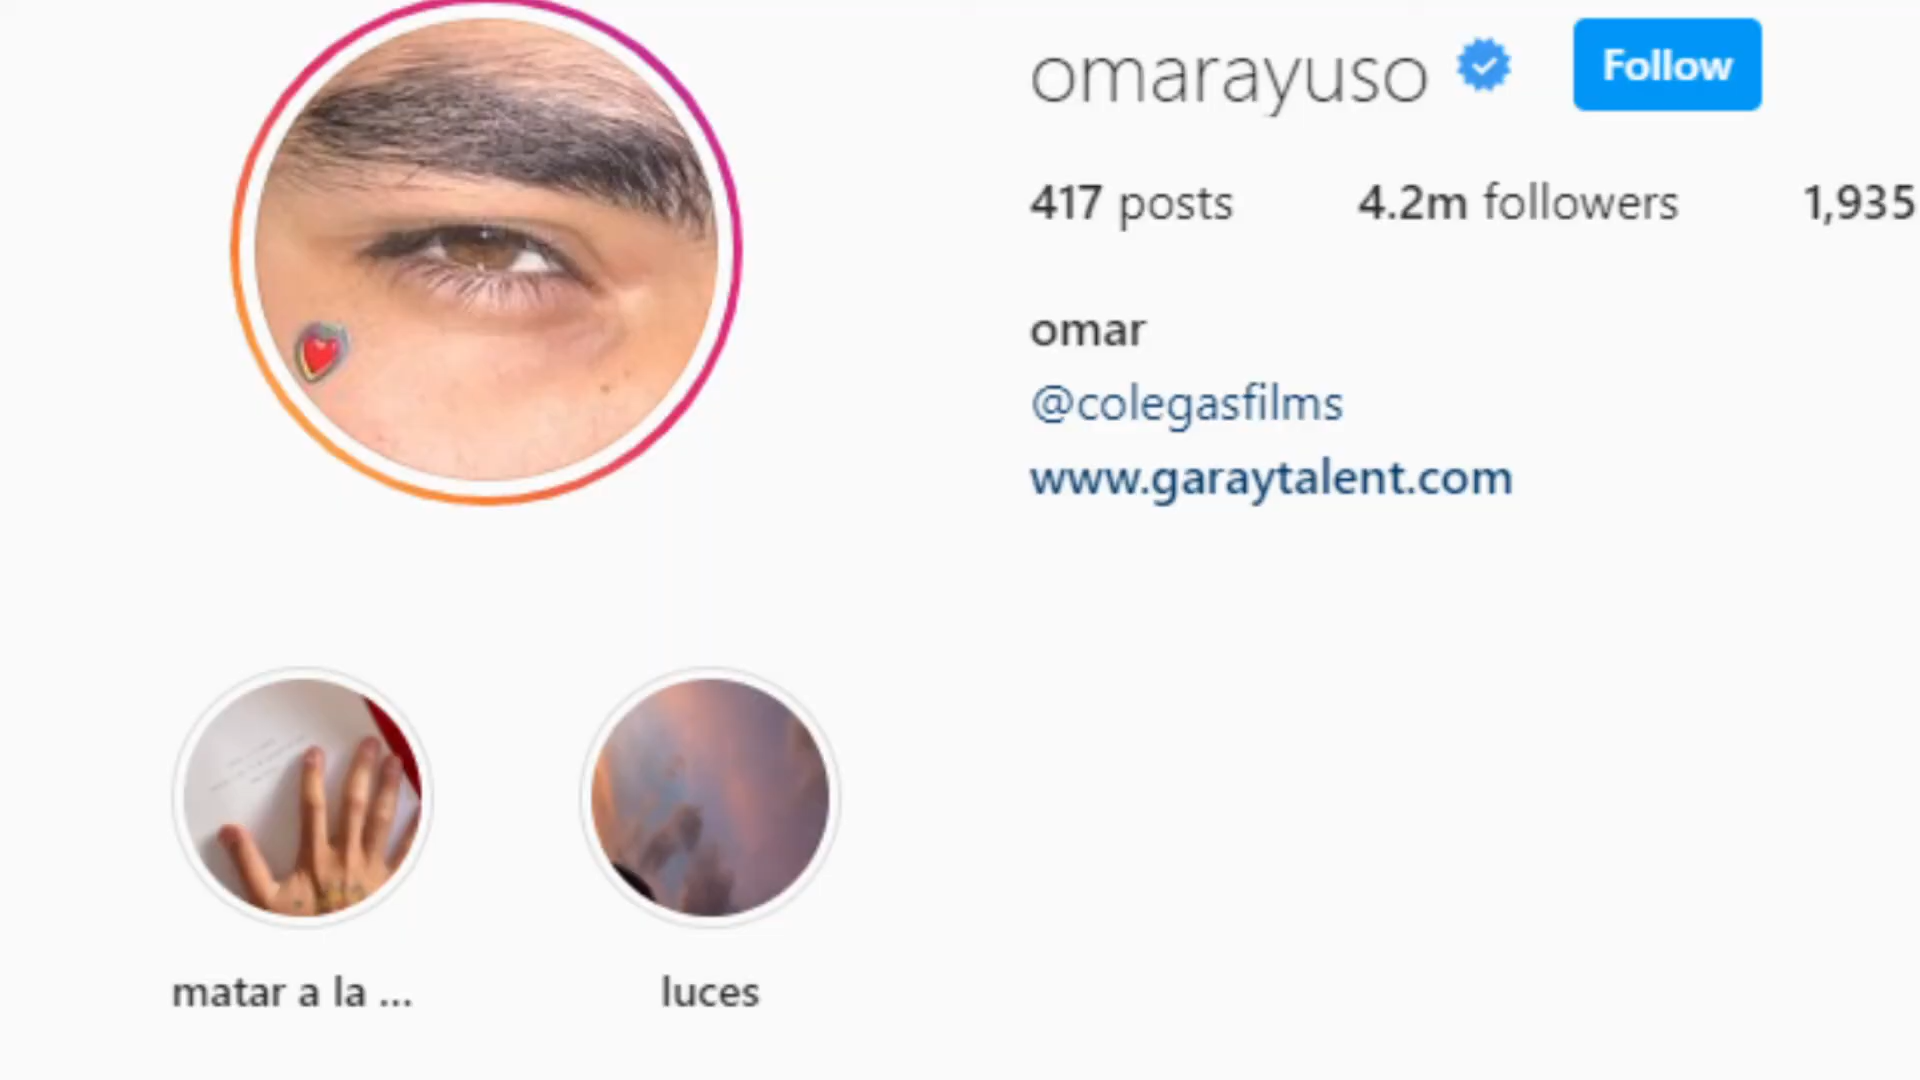 omarayuso Follow
417 posts 4.2m followers 1,935
omar
@colegasfilms
www.garaytalent.com
matar a la ... luces